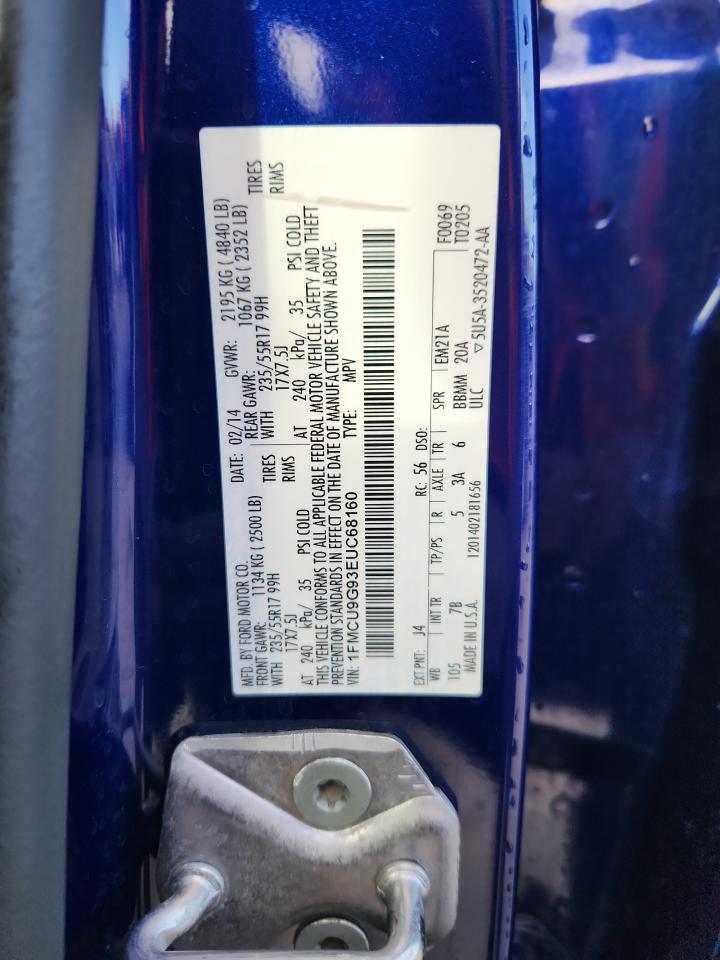 MFD. BY FORD MOTOR CO.
DATE: 02/14 GVWR: 2195 KG ( 4840 LB)
FRONT GAWR: 1134 KG ( 2500 LB) REAR GAWR: 1067 KG ( 2352 LB)
WITH 235/55R17 99H TIRES WITH 235/55R17 99H TIRES
17X7.5J RIMS 17X7.5J RIMS
AT 240 kPa/ 35 PSI COLD AT 240 kPa/ 35 PSI COLD
THIS VEHICLE CONFORMS TO ALL APPLICABLE FEDERAL MOTOR VEHICLE SAFETY AND THEFT
PREVENTION STANDARDS IN EFFECT ON THE DATE OF MANUFACTURE SHOWN ABOVE.
VIN: 1FMCU9G93EUC68160 TYPE: MPV
EXT PNT: J4 RC: 56 DSO: F0069
WB INT TR TP/PS R AXLE TR SPR EM21A T0205
105 7B 5 3A 6 BBMM 20A ▽5U5A-3520472-AA
MADE IN U.S.A. 1201402181656 ULC